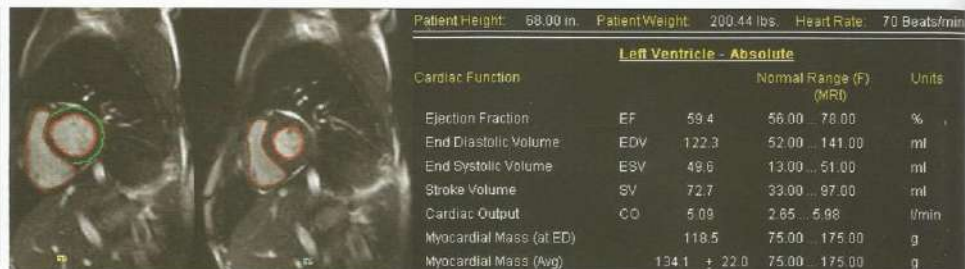 Patient Height: 68.00 in. Patient Weight: 200.44 lbs. Heart Rate: 70 Beats/min
Left Ventricle - Absolute
Cardiac Function Normal Range (F) (MRI) Units
Ejection Fraction EF 59.4 56.00 ... 78.00 %
End Diastolic Volume EDV 122.3 52.00 ... 141.00 ml
End Systolic Volume ESV 49.6 13.00 ... 51.00 ml
Stroke Volume SV 72.7 33.00 ... 97.00 ml
Cardiac Output CO 5.09 2.65 ... 5.98 l/min
Myocardial Mass (at ED) 118.5 75.00 ... 175.00 g
Myocardial Mass (Avg) 134.1 ± 22.0 75.00 ... 175.00 g